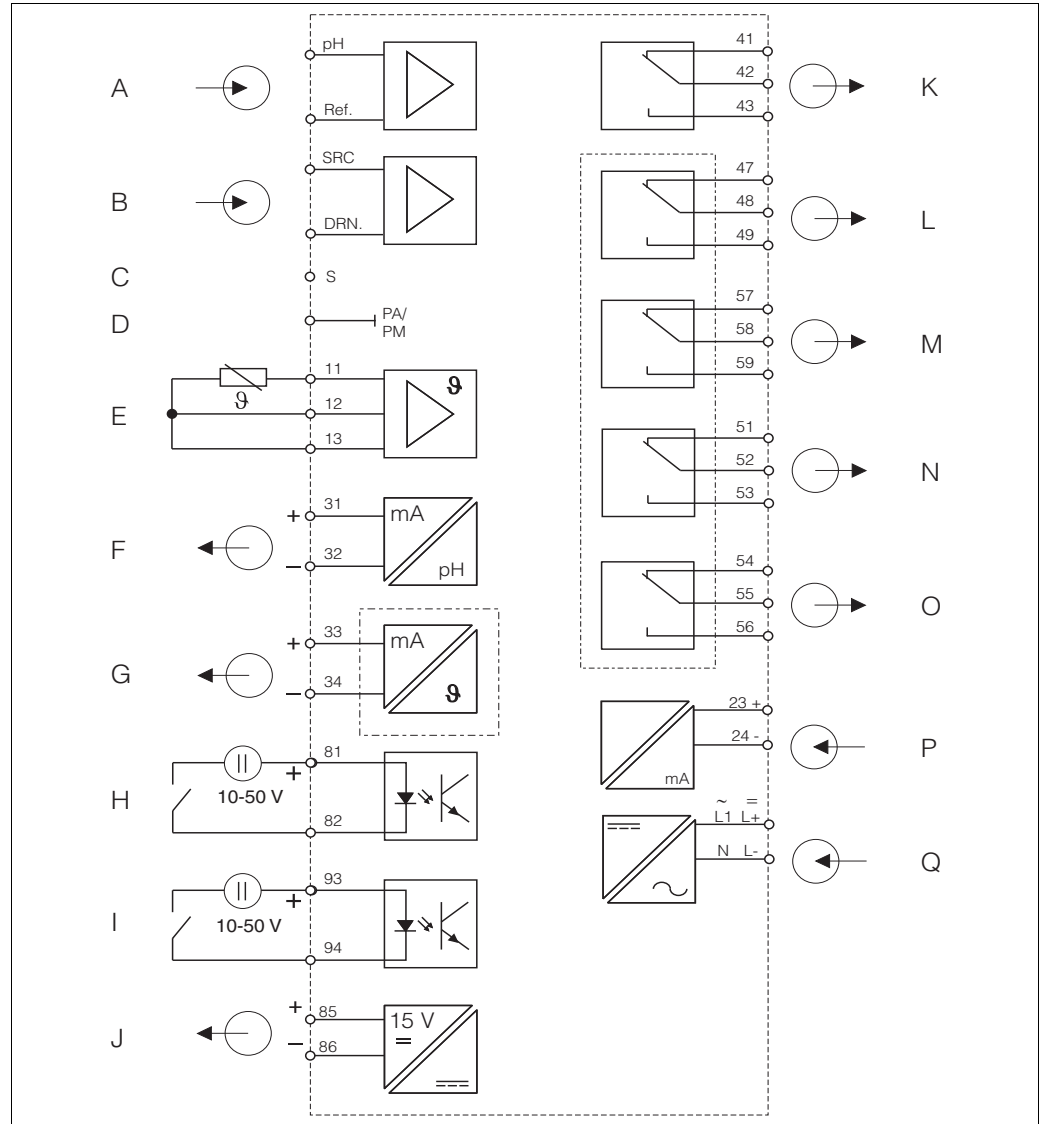 A
pH
Ref.
B
SRC
DRN.
C
S
D
PA/
PM
E
ϑ
11
12
13
ϑ
F
+ 31
− 32
mA
pH
G
+ 33
− 34
mA
ϑ
H
10-50 V
+
81
82
I
10-50 V
+
93
94
J
+ 85
− 86
15 V
=
41
42
43
K
47
48
49
L
57
58
59
M
51
52
53
N
54
55
56
O
23 +
24 -
mA
P
~ =
L1 L+
N L-
Q